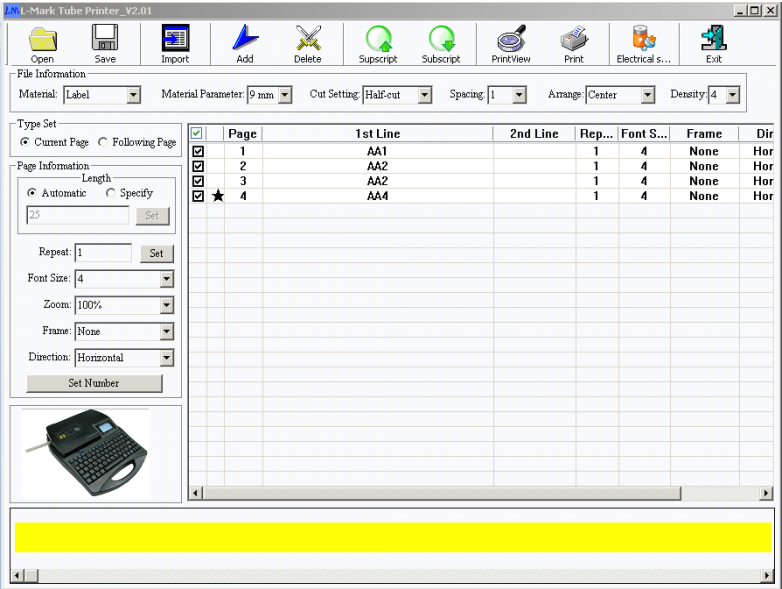 L-Mark Tube Printer_V2.01
Open Save Import Add Delete Supscript Subscript PrintView Print Electrical s... Exit
File Information
Material: Label Material Parameter: 9 mm Cut Setting: Half-cut Spacing: 1 Arrange: Center Density: 4
Type Set
Current Page Following Page
Page Information
Length
Automatic Specify
25 Set
Repeat: 1 Set
Font Size: 4
Zoom: 100%
Frame: None
Direction: Horizontal
Set Number
Page 1st Line 2nd Line Rep... Font S... Frame Dir
1 AA1 1 4 None Hor
2 AA2 1 4 None Hor
3 AA2 1 4 None Hor
4 AA4 1 4 None Hor